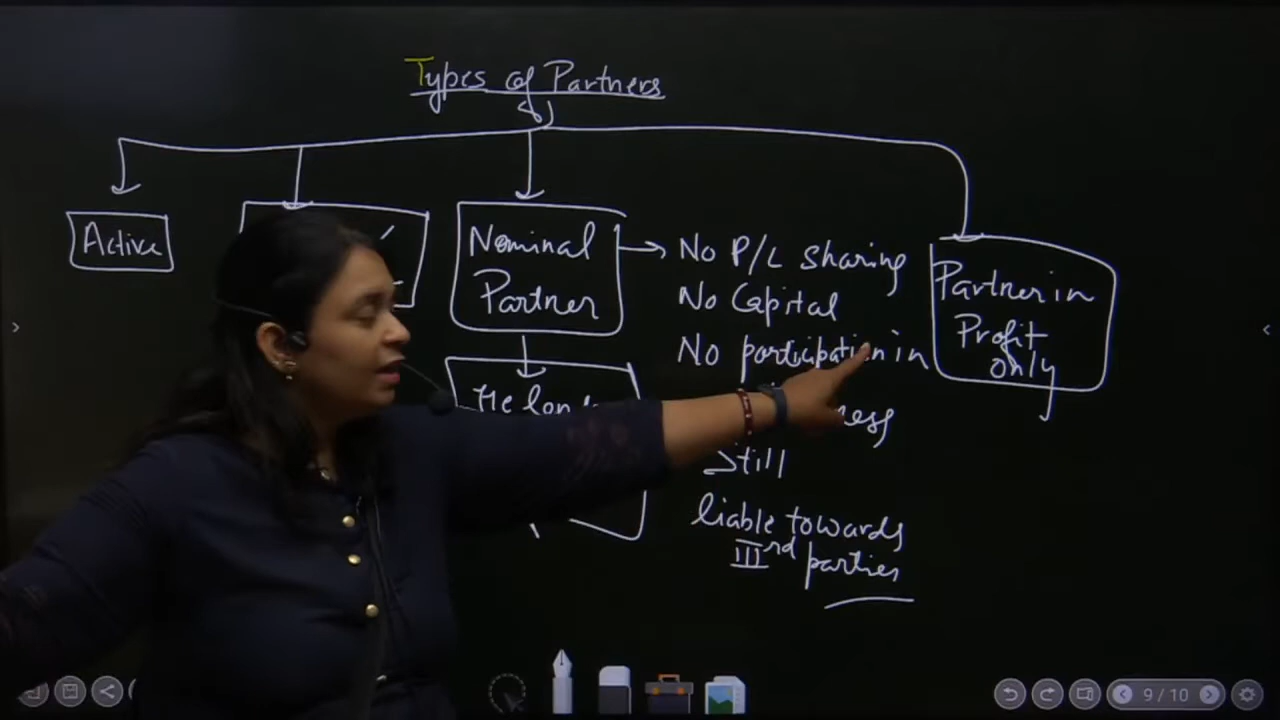 Types of Partners
Active
Nominal
Partner
No P/L sharing
No Capital
No participation in
Still
liable towards
IIIrd parties
Partner in
Profit
only
He
9/10